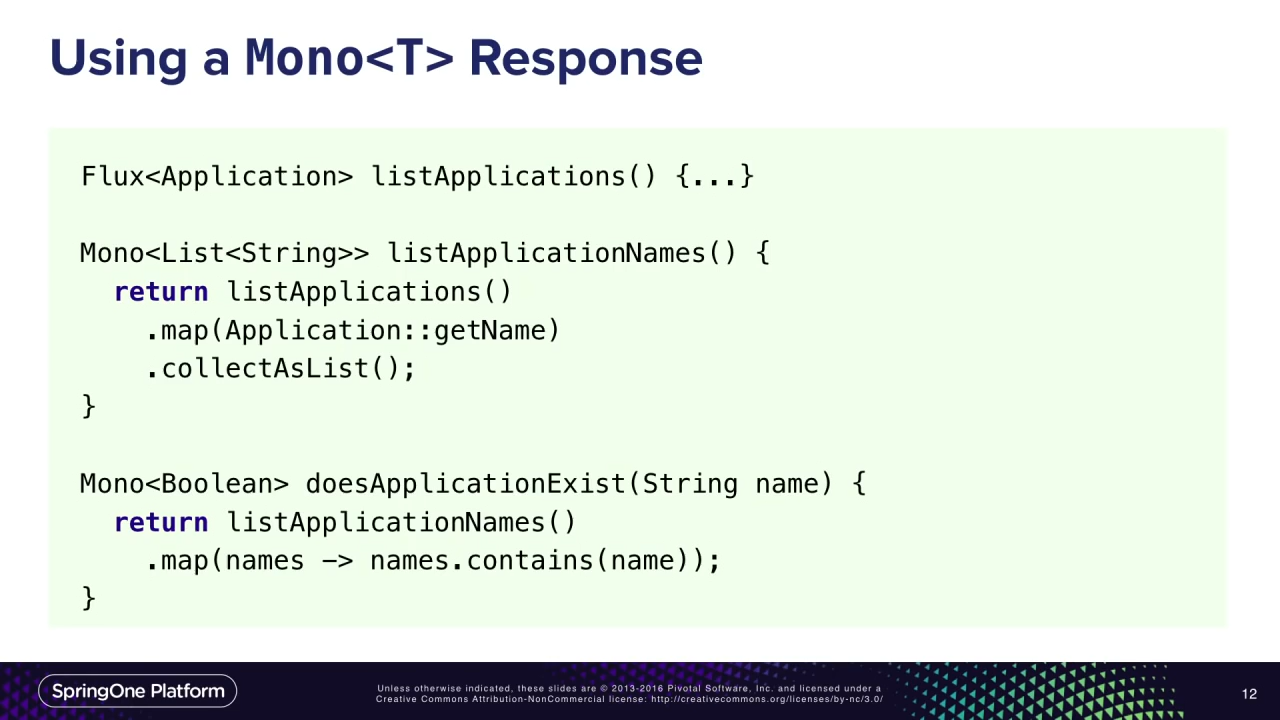 Using a Mono<T> Response
Flux<Application> listApplications() {...}
Mono<List<String>> listApplicationNames() {
return listApplications()
.map(Application::getName)
.collectAsList();
}
Mono<Boolean> doesApplicationExist(String name) {
return listApplicationNames()
.map(names -> names.contains(name));
}
SpringOne Platform
Unless otherwise indicated, these slides are © 2013-2016 Pivotal Software, Inc. and licensed under a
Creative Commons Attribution-NonCommercial license: http://creativecommons.org/licenses/by-nc/3.0/
12